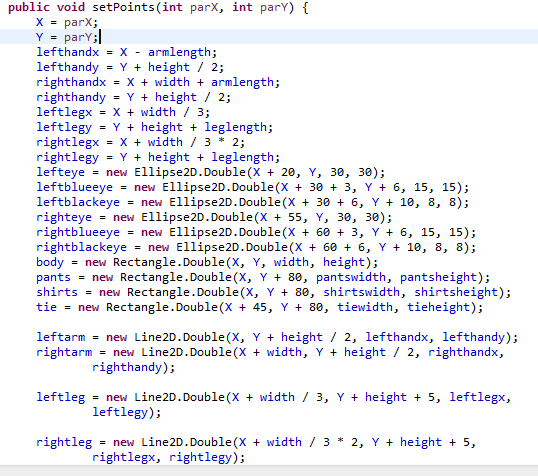 public void setPoints(int parX, int parY) {
X = parX;
Y = parY;
lefthandx = X - armlength;
lefthandy = Y + height / 2;
righthandx = X + width + armlength;
righthandy = Y + height / 2;
leftlegx = X + width / 3;
leftlegy = Y + height + leglength;
rightlegx = X + width / 3 * 2;
rightlegy = Y + height + leglength;
lefteye = new Ellipse2D.Double(X + 20, Y, 30, 30);
leftblueeye = new Ellipse2D.Double(X + 30 + 3, Y + 6, 15, 15);
leftblackeye = new Ellipse2D.Double(X + 30 + 6, Y + 10, 8, 8);
righteye = new Ellipse2D.Double(X + 55, Y, 30, 30);
rightblueeye = new Ellipse2D.Double(X + 60 + 3, Y + 6, 15, 15);
rightblackeye = new Ellipse2D.Double(X + 60 + 6, Y + 10, 8, 8);
body = new Rectangle.Double(X, Y, width, height);
pants = new Rectangle.Double(X, Y + 80, pantswidth, pantsheight);
shirts = new Rectangle.Double(X, Y + 80, shirtswidth, shirtsheight);
tie = new Rectangle.Double(X + 45, Y + 80, tiewidth, tieheight);
leftarm = new Line2D.Double(X, Y + height / 2, lefthandx, lefthandy);
rightarm = new Line2D.Double(X + width, Y + height / 2, righthandx,
righthandy);
leftleg = new Line2D.Double(X + width / 3, Y + height + 5, leftlegx,
leftlegy);
rightleg = new Line2D.Double(X + width / 3 * 2, Y + height + 5,
rightlegx, rightlegy);